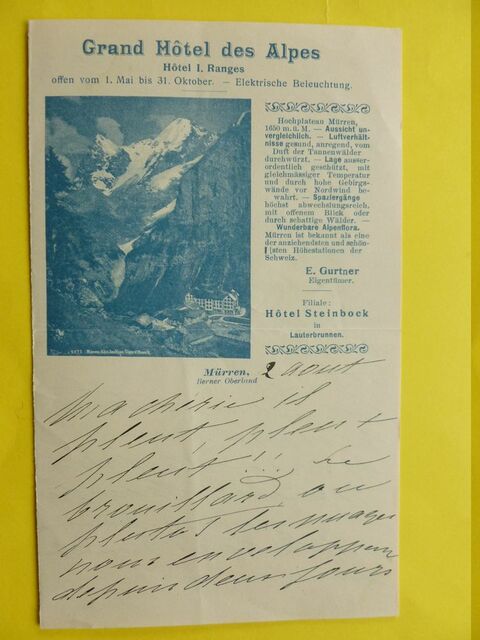 Grand Hôtel des Alpes
Hôtel I. Ranges
offen vom 1. Mai bis 31. Oktober. — Elektrische Beleuchtung.
Hochplateau Mürren,
1650 m. ü. M. — Aussicht un-
vergleichlich. — Luftverhält-
nisse gesund, anregend, vom
Duft der Tannenwälder
durchwürzt. — Lage ausser-
ordentlich geschützt, mit
gleichmässiger Temperatur
und durch hohe Gebirgs-
wände vor Nordwind be-
wahrt. — Spaziergänge
höchst abwechslungsreich,
mit offenem Blick oder
durch schattige Wälder. —
Wunderbare Alpenflora.
Mürren ist bekannt als eine
der anziehendsten und schön-
sten Höhestationen der
Schweiz.
E. Gurtner
Eigentümer.
Filiale:
Hôtel Steinbock
in
Lauterbrunnen.
Mürren, 2 aout
Berner Oberland
Ma chérie il
pleut, pleut
pleut!! Le
brouillard, ou
plutot les nuages
nous enveloppen
depuis deux jours